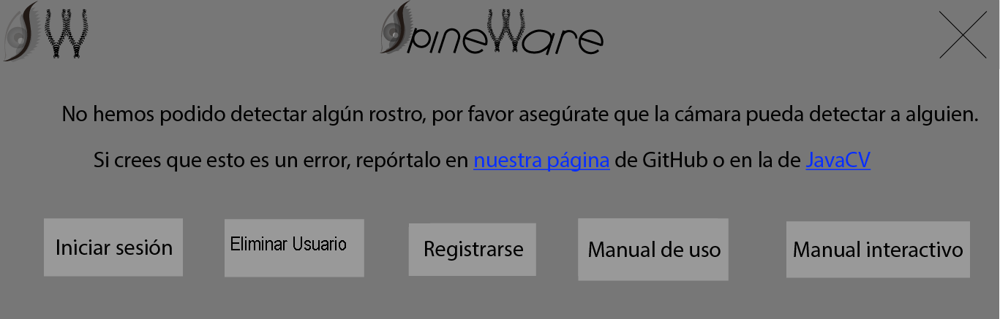 SW SpineWare
No hemos podido detectar algún rostro, por favor asegúrate que la cámara pueda detectar a alguien.
Si crees que esto es un error, repórtalo en nuestra página de GitHub o en la de JavaCV
Iniciar sesión Eliminar Usuario Registrarse Manual de uso Manual interactivo